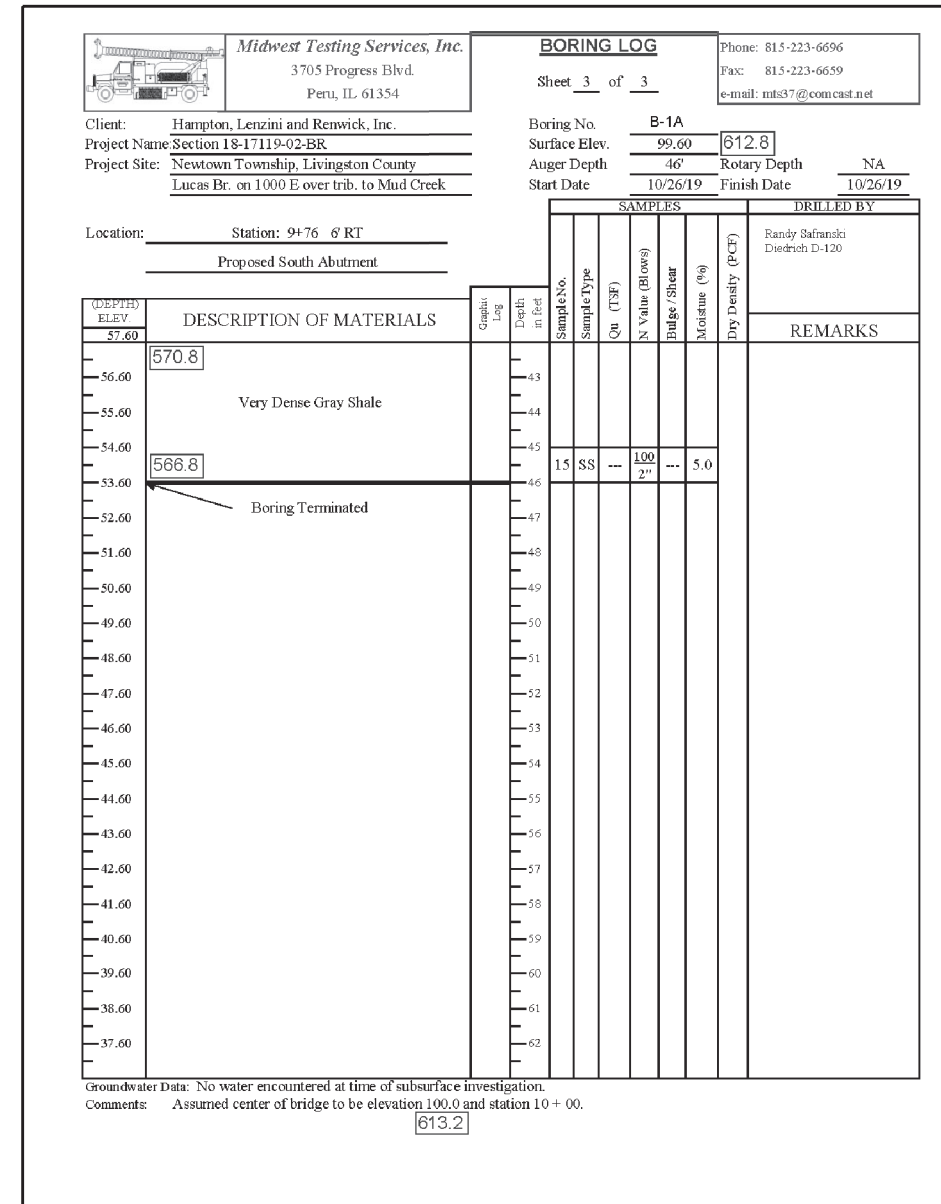 Midwest Testing Services, Inc.
3705 Progress Blvd.
Peru, IL 61354
BORING LOG
Sheet 3 of 3
Phone: 815-223-6696
Fax: 815-223-6659
e-mail: mts37@comcast.net
Client: Hampton, Lenzini and Renwick, Inc.
Project Name: Section 18-17119-02-BR
Project Site: Newtown Township, Livingston County
Lucas Br. on 1000 E over trib. to Mud Creek
Boring No. B-1A
Surface Elev. 99.60 612.8
Auger Depth 46' Rotary Depth NA
Start Date 10/26/19 Finish Date 10/26/19
Location: Station: 9+76 6' RT
Proposed South Abutment
SAMPLES
DRILLED BY
Randy Safranski
Diedrich D-120
(DEPTH)
ELEV.
57.60
DESCRIPTION OF MATERIALS
Graphic
Log
Depth
in feet
Sample No.
Sample Type
Qu (TSF)
N Value (Blows)
Bulge / Shear
Moisture (%)
Dry Density (PCF)
REMARKS
570.8
56.60 43
Very Dense Gray Shale
55.60 44
54.60 45
566.8 15 SS --- 100 --- 5.0
2"
53.60 46
Boring Terminated
52.60 47
51.60 48
50.60 49
49.60 50
48.60 51
47.60 52
46.60 53
45.60 54
44.60 55
43.60 56
42.60 57
41.60 58
40.60 59
39.60 60
38.60 61
37.60 62
Groundwater Data: No water encountered at time of subsurface investigation.
Comments: Assumed center of bridge to be elevation 100.0 and station 10 + 00.
613.2